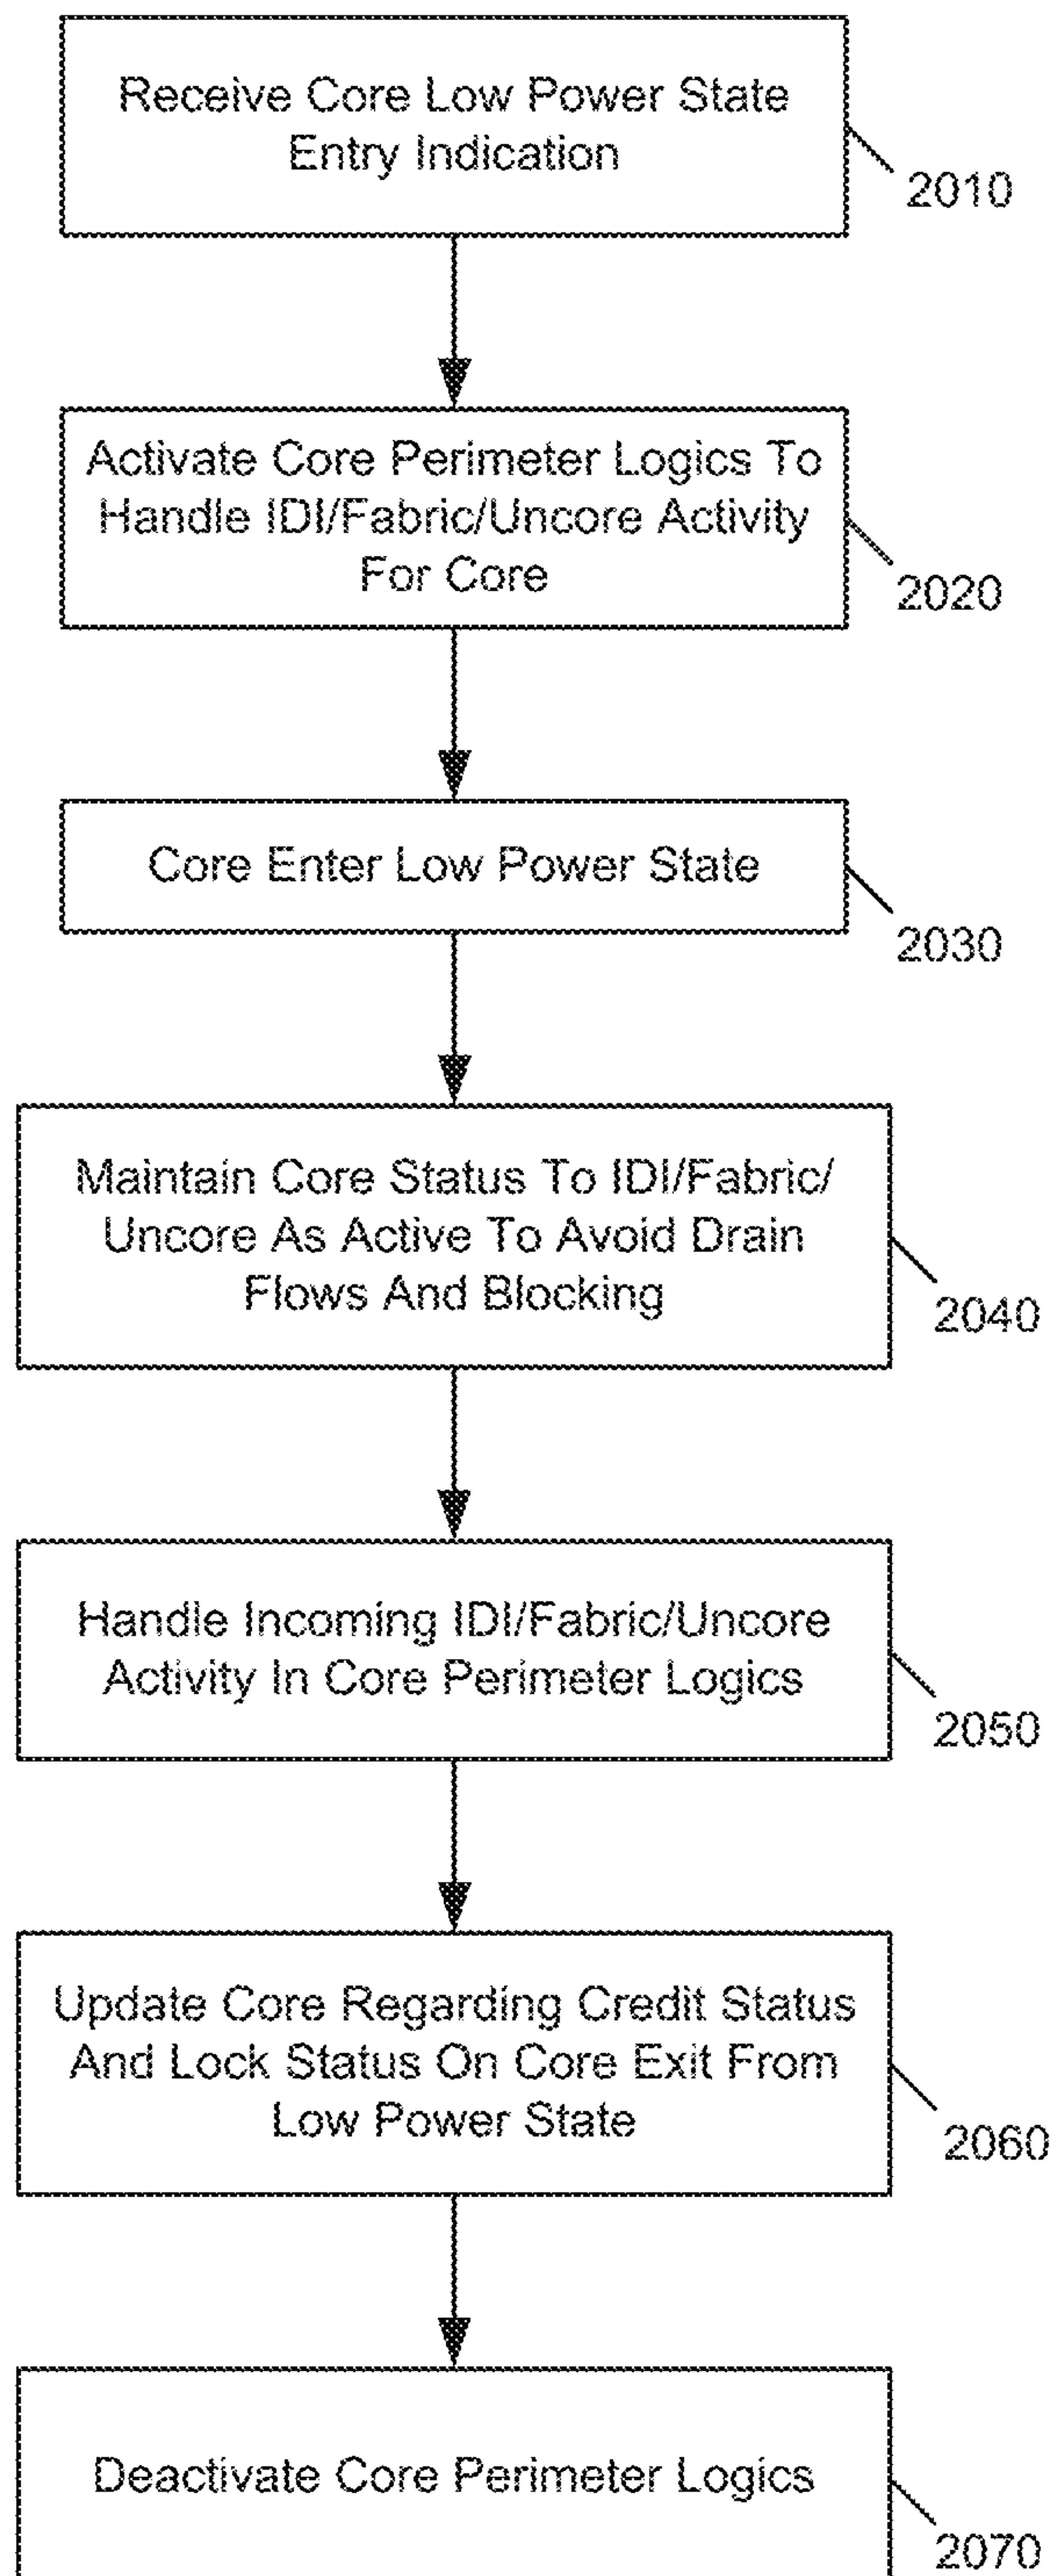 Receive Core Low Power State
Entry Indication
2010
Activate Core Perimeter Logics To
Handle IDI/Fabric/Uncore Activity
For Core
2020
Core Enter Low Power State
2030
Maintain Core Status To IDI/Fabric/
Uncore As Active To Avoid Drain
Flows And Blocking
2040
Handle Incoming IDI/Fabric/Uncore
Activity In Core Perimeter Logics
2050
Update Core Regarding Credit Status
And Lock Status On Core Exit From
Low Power State
2060
Deactivate Core Perimeter Logics
2070